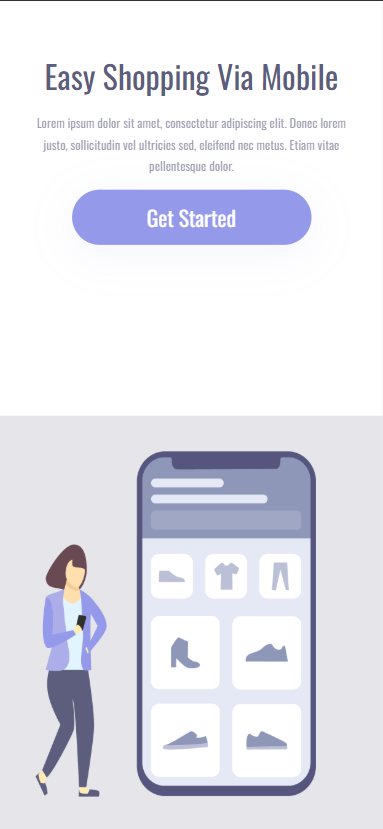 Easy Shopping Via Mobile
Lorem ipsum dolor sit amet, consectetur adipiscing elit. Donec lorem
justo, sollicitudin vel ultricies sed, eleifend nec metus. Etiam vitae
pellentesque dolor.
Get Started